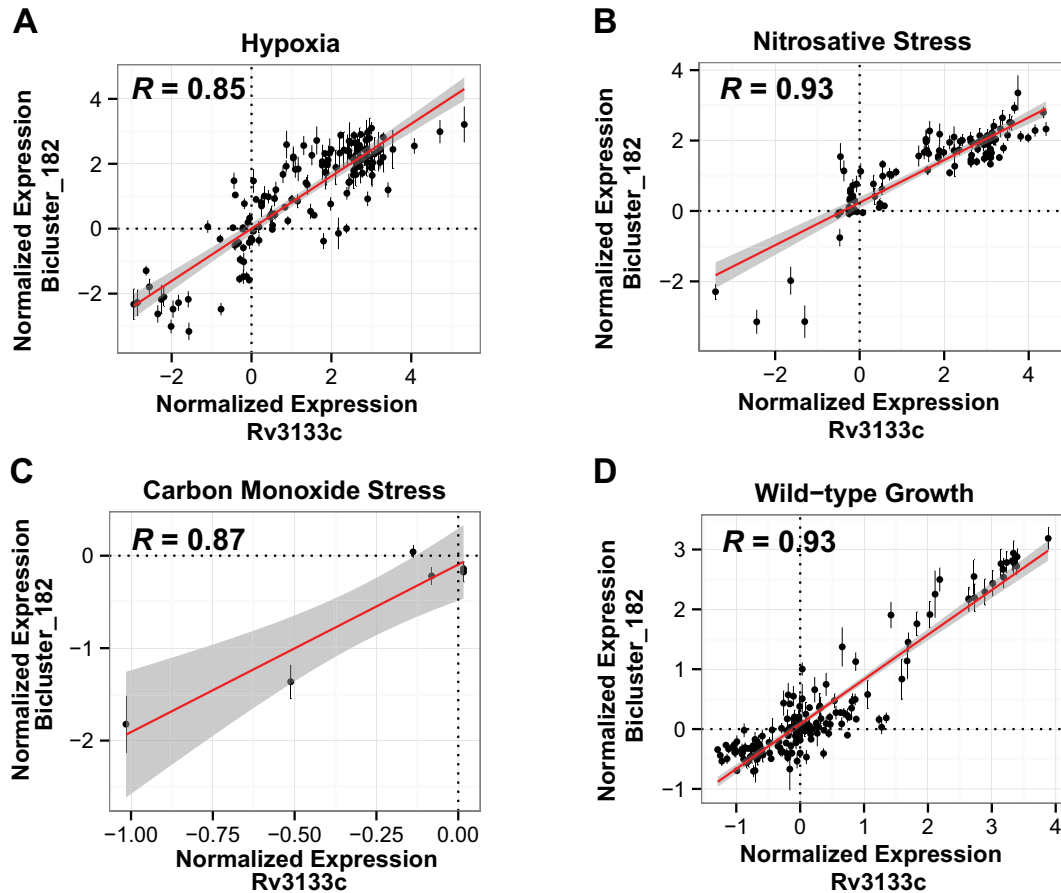 A
Hypoxia
R = 0.85
4
2
0
−2
−2
0
2
4
Normalized Expression
Bicluster_182
Normalized Expression
Rv3133c
B
Nitrosative Stress
R = 0.93
4
2
0
−2
−2
0
2
4
Normalized Expression
Bicluster_182
Normalized Expression
Rv3133c
C
Carbon Monoxide Stress
R = 0.87
0
−1
−2
−1.00
−0.75
−0.50
−0.25
0.00
Normalized Expression
Bicluster_182
Normalized Expression
Rv3133c
D
Wild−type Growth
R = 0.93
3
2
1
0
−1
−1
0
1
2
3
4
Normalized Expression
Bicluster_182
Normalized Expression
Rv3133c